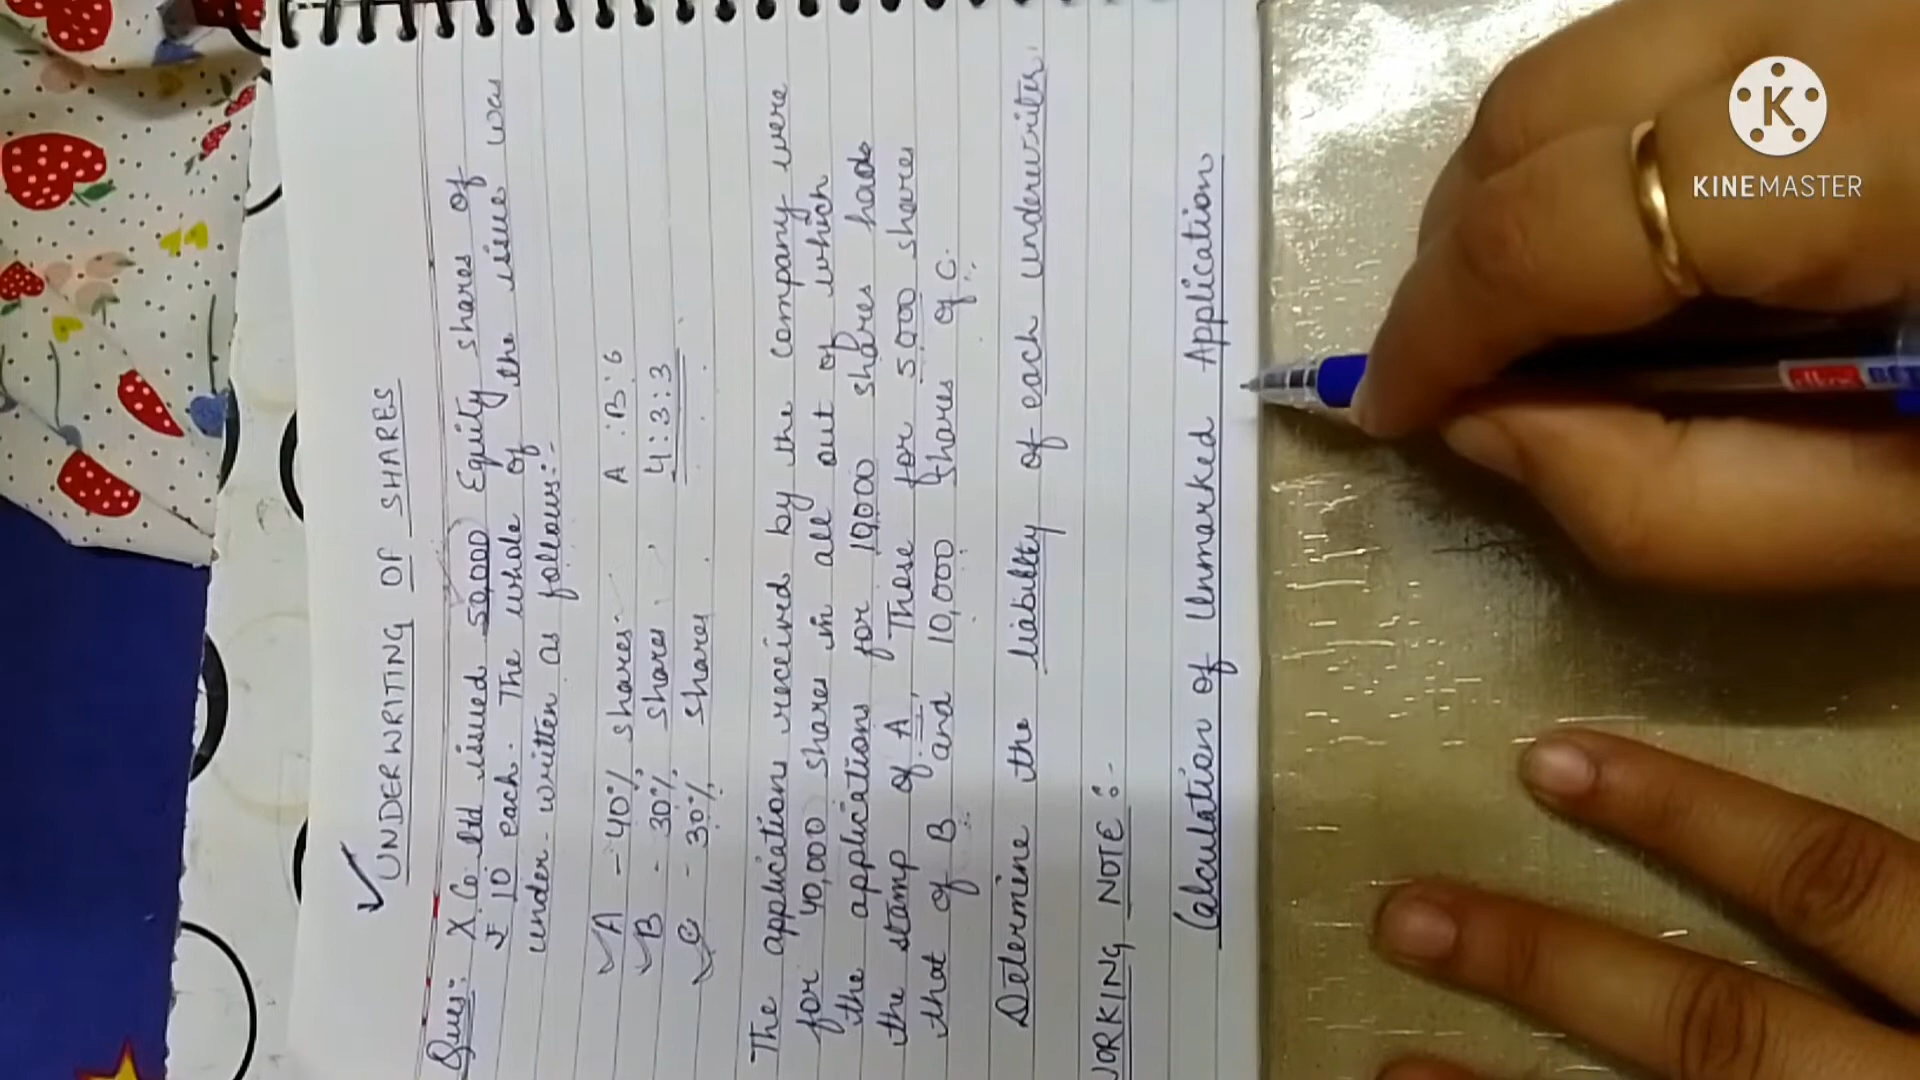 UNDERWRITING OF SHARES
Ques: X Co. ltd issued 50,000 Equity shares of
₹ 10 each. The whole of the issue was
under-written as follows:-
A - 40% shares A : B : C
B - 30% shares 4 : 3 : 3
C - 30% shares
The applications received by the company were
for 40,000 shares in all out of which
the applications for 10,000 shares had
the stamp of A, Those for 5,000 shares
that of B and 10,000 shares of C.
Determine the liability of each underwriter.
WORKING NOTE :-
Calculation of Unmarked Application
K
KINEMASTER